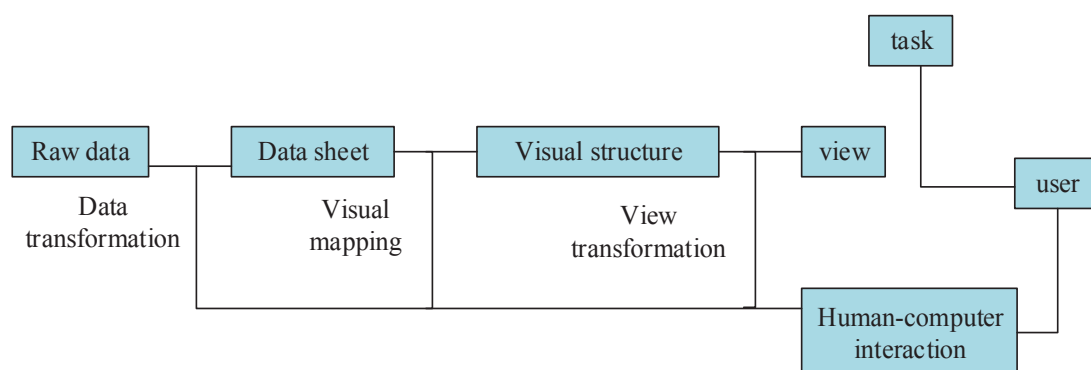 task
Raw data
Data sheet
Visual structure
view
user
Data
transformation
Visual
mapping
View
transformation
Human-computer
interaction